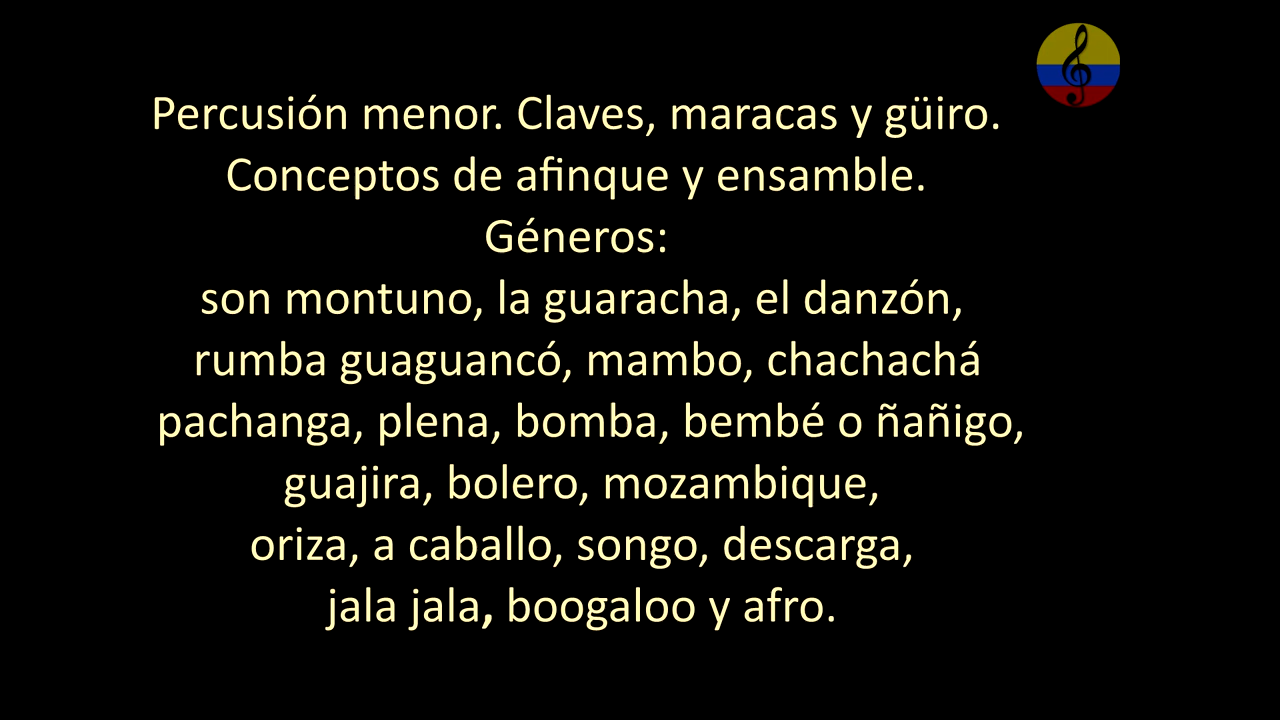 Percusión menor. Claves, maracas y güiro.
Conceptos de afinque y ensamble.
Géneros:
son montuno, la guaracha, el danzón,
rumba guaguancó, mambo, chachachá
pachanga, plena, bomba, bembé o ñañigo,
guajira, bolero, mozambique,
oriza, a caballo, songo, descarga,
jala jala, boogaloo y afro.